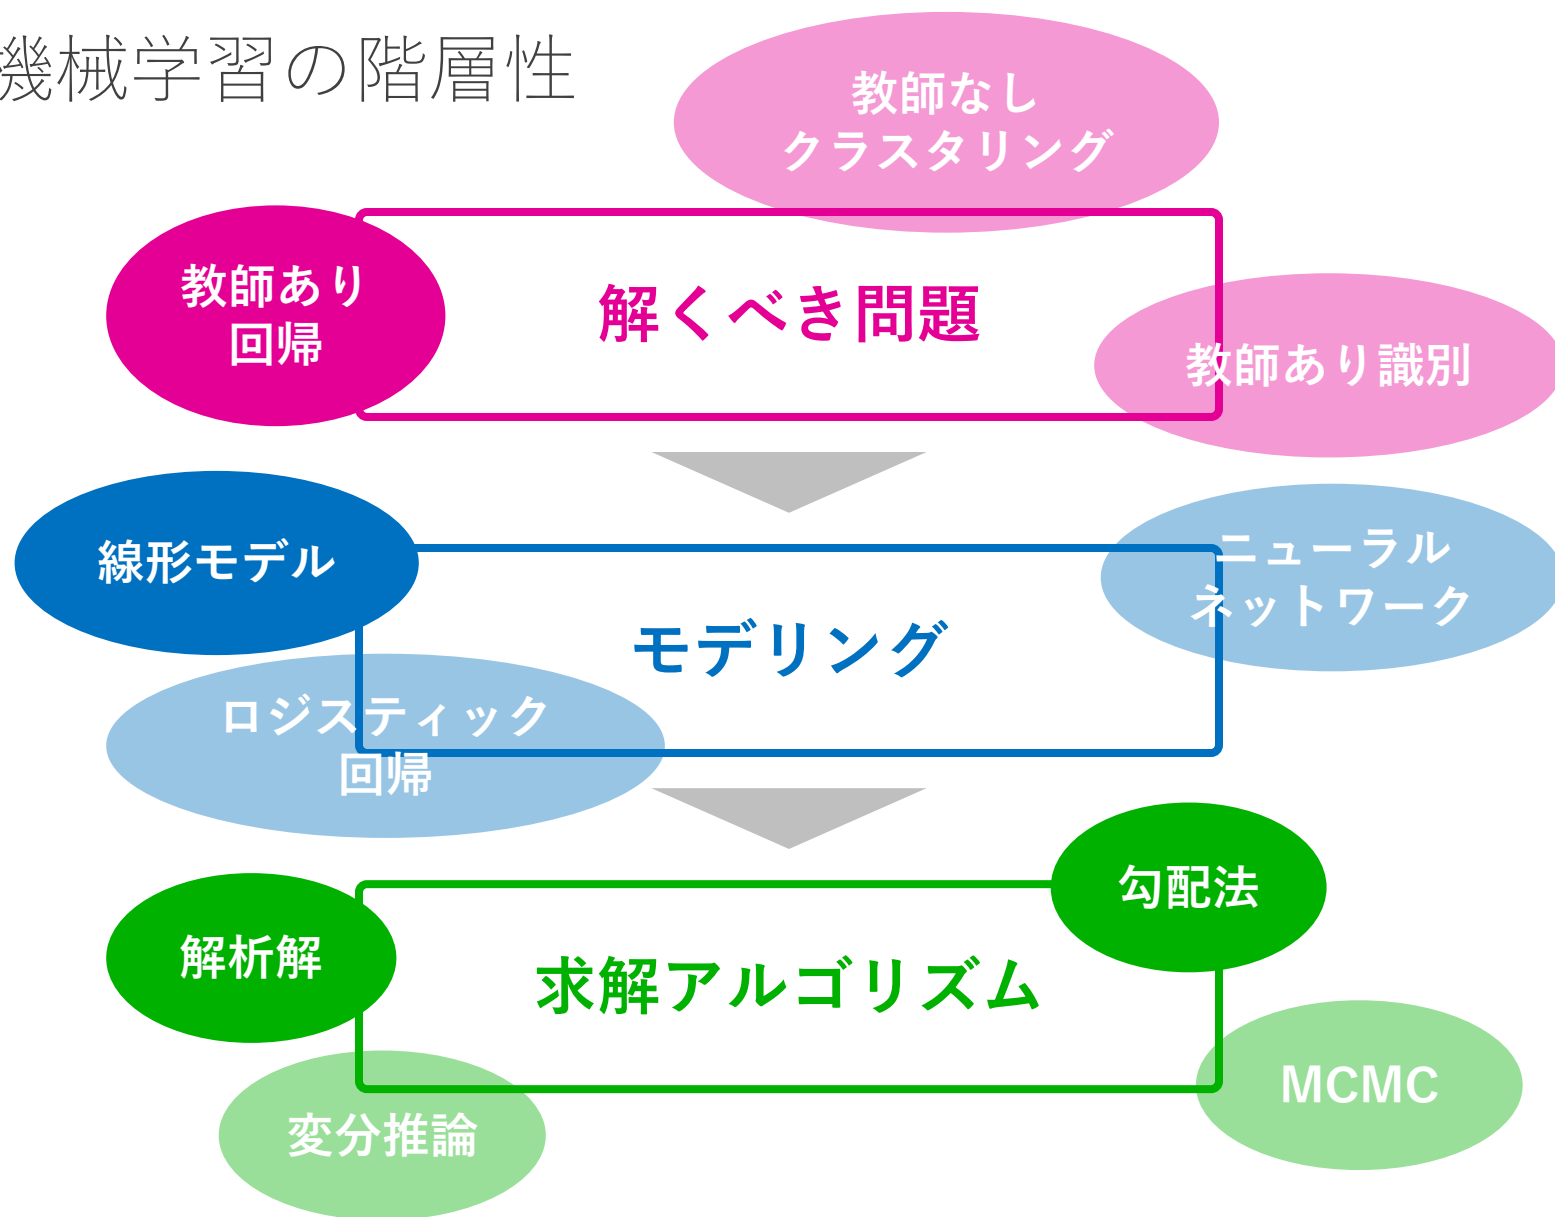 機械学習の階層性
教師なし
クラスタリング
教師あり
回帰
解くべき問題
教師あり識別
線形モデル
ニューラル
ネットワーク
モデリング
ロジスティック
回帰
勾配法
解析解
求解アルゴリズム
MCMC
変分推論